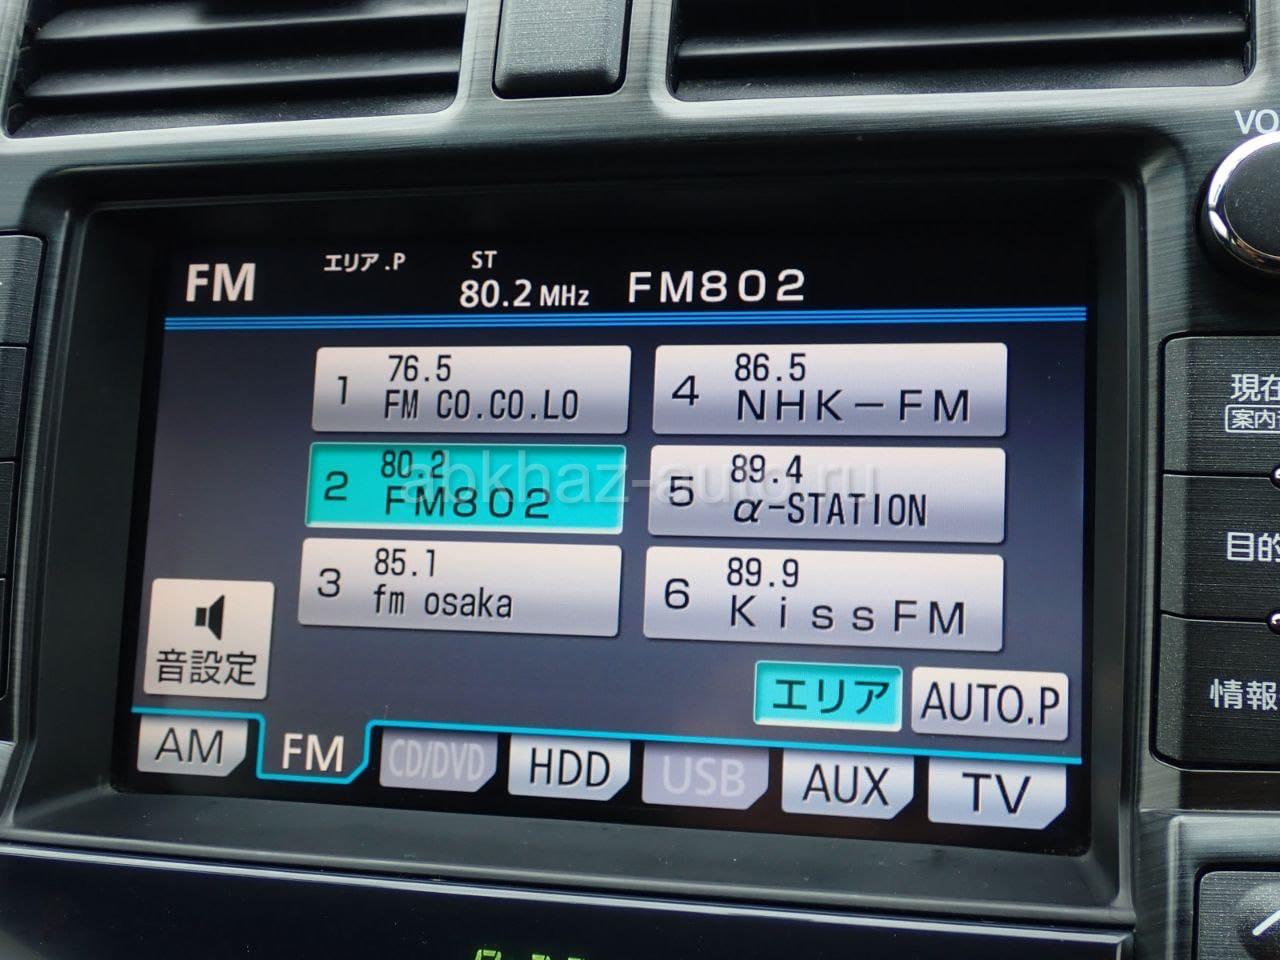 VO
FM
エリア.P
ST
80.2 MHz
FM802
1
76.5
FM CO.CO.LO
4
86.5
NHK－FM
2
80.2
FM802
5
89.4
α-STATION
3
85.1
fm osaka
6
89.9
KissFM
abkhaz-auto.ru
音設定
エリア
AUTO.P
AM
FM
CD/DVD
HDD
USB
AUX
TV
現在
案内
目的
情報